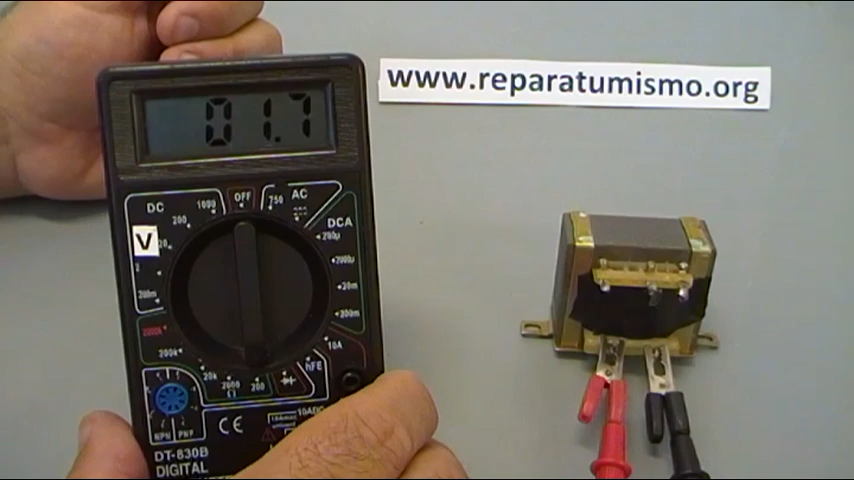 www.reparatumismo.org
01.7
OFF
DC
1000
750
AC
200
DCA
V
20
200µ
2
2000µ
200m
20m
200m
2000k
10A
200k
hFE
20k
2000
200
Ω
10ADC
CE
NPN PNP
DT-830B
DIGITAL